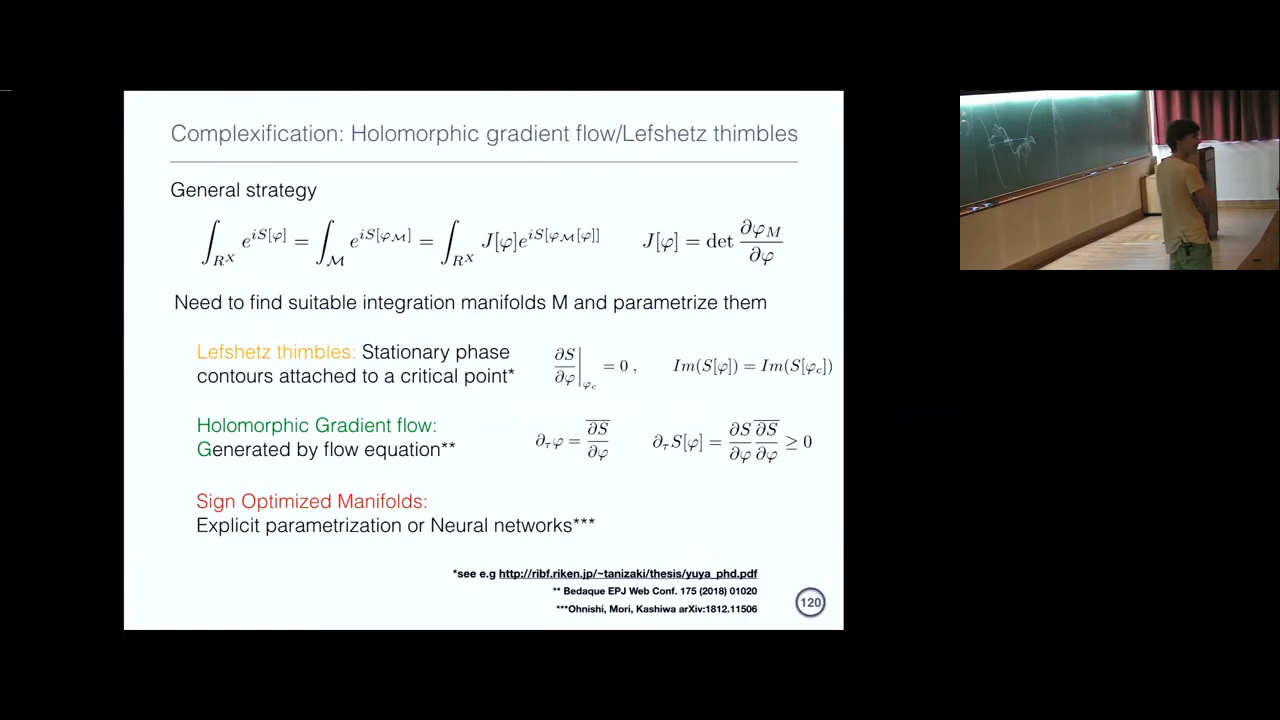 Complexification: Holomorphic gradient flow/Lefshetz thimbles
General strategy
∫_{R^X} e^{iS[φ]} = ∫_ℳ e^{iS[φ_ℳ]} = ∫_{R^X} J[φ]e^{iS[φ_M[φ]]}    J[φ] = det ∂φ_M/∂φ
Need to find suitable integration manifolds M and parametrize them
Lefshetz thimbles: Stationary phase
contours attached to a critical point*
∂S/∂φ|_{φ_c} = 0 ,    Im(S[φ]) = Im(S[φ_c])
Holomorphic Gradient flow:
Generated by flow equation**
∂_τφ = \overline{∂S}/∂φ    ∂_τS[φ] = ∂S/∂φ \overline{∂S}/∂φ ≥ 0
Sign Optimized Manifolds:
Explicit parametrization or Neural networks***
*see e.g http://ribf.riken.jp/~tanizaki/thesis/yuya_phd.pdf
** Bedaque EPJ Web Conf. 175 (2018) 01020
***Ohnishi, Mori, Kashiwa arXiv:1812.11506
120